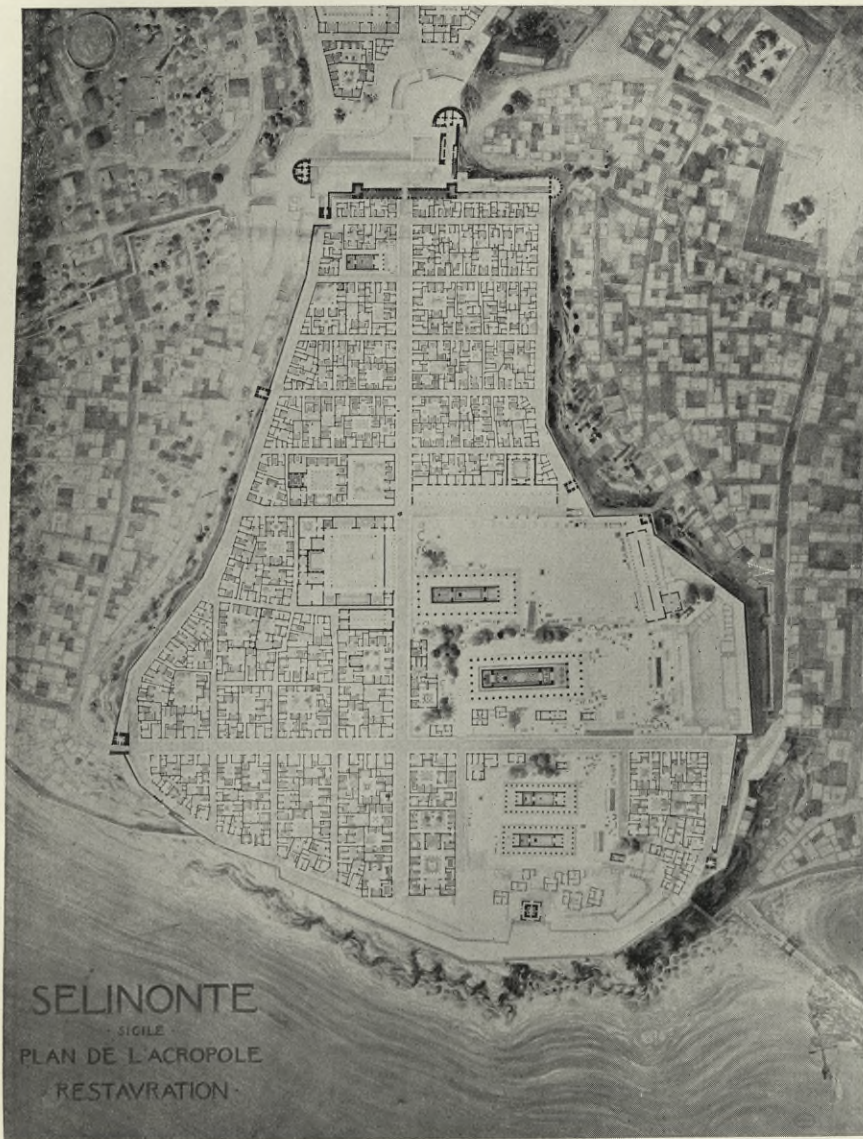 SELINONTE
· SICILE ·
PLAN DE L'ACROPOLE
· RESTAVRATION ·